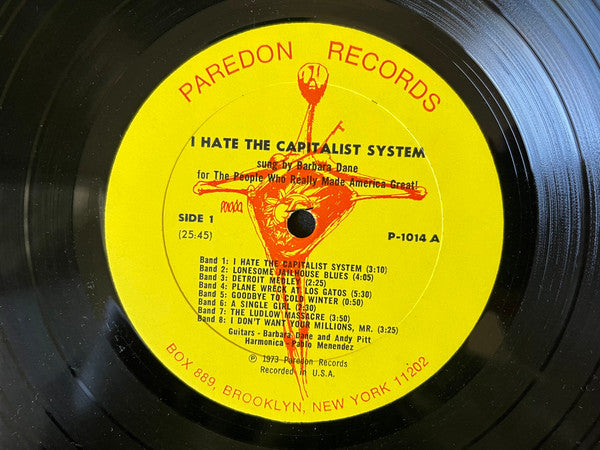 PAREDON RECORDS
I HATE THE CAPITALIST SYSTEM
sung by Barbara Dane
for The People Who Really Made America Great!
SIDE 1
(25:45)
P-1014 A
Band 1: I HATE THE CAPITALIST SYSTEM (3:10)
Band 2: LONESOME JAILHOUSE BLUES (4:05)
Band 3: DETROIT MEDLEY (2:25)
Band 4: PLANE WRECK AT LOS GATOS (5:30)
Band 5: GOODBYE TO COLD WINTER (0:50)
Band 6: A SINGLE GIRL (2:30)
Band 7: THE LUDLOW MASSACRE (3:50)
Band 8: I DON'T WANT YOUR MILLIONS, MR. (3:25)
Guitars - Barbara Dane and Andy Pitt
Harmonica - Pablo Menendez
Ⓟ 1973 Paredon Records
Recorded in U.S.A.
BOX 889, BROOKLYN, NEW YORK 11202